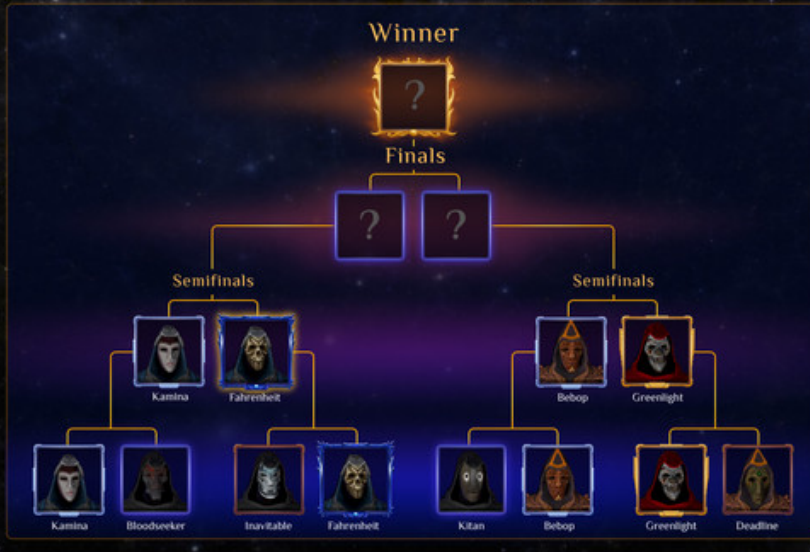 Winner
?
Finals
? ?
Semifinals Semifinals
Kamina Fahrenheit Bebop Greenlight
Kamina Bloodseeker Inavitable Fahrenheit Kitan Bebop Greenlight Deadline